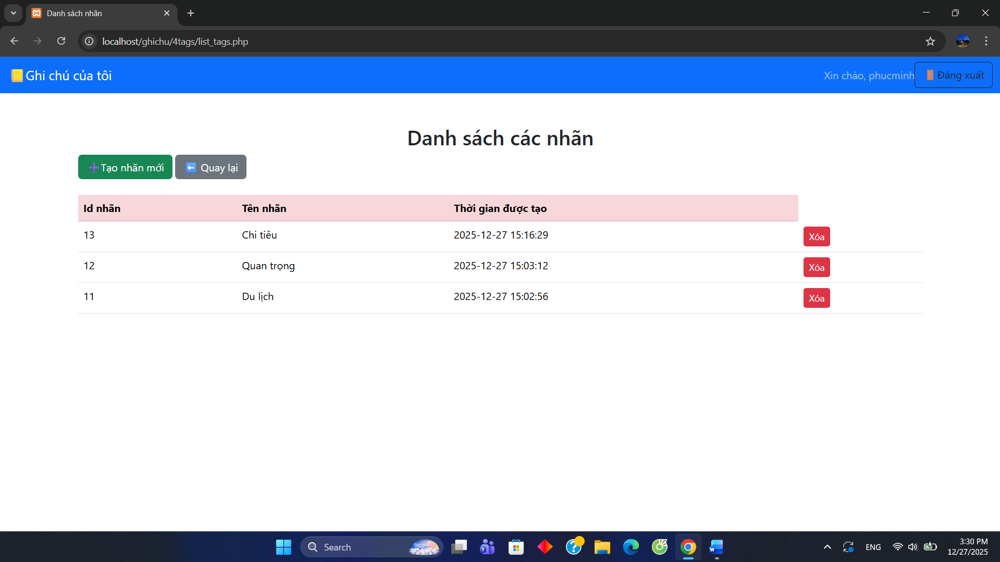 Danh sách nhãn
localhost/ghichu/4tags/list_tags.php
Ghi chú của tôi
Xin chào, phucminh Đăng xuất
Danh sách các nhãn
Tạo nhãn mới Quay lại
Id nhãn Tên nhãn Thời gian được tạo
13 Chi tiêu 2025-12-27 15:16:29 Xóa
12 Quan trọng 2025-12-27 15:03:12 Xóa
11 Du lịch 2025-12-27 15:02:56 Xóa
Search
ENG
3:30 PM
12/27/2025